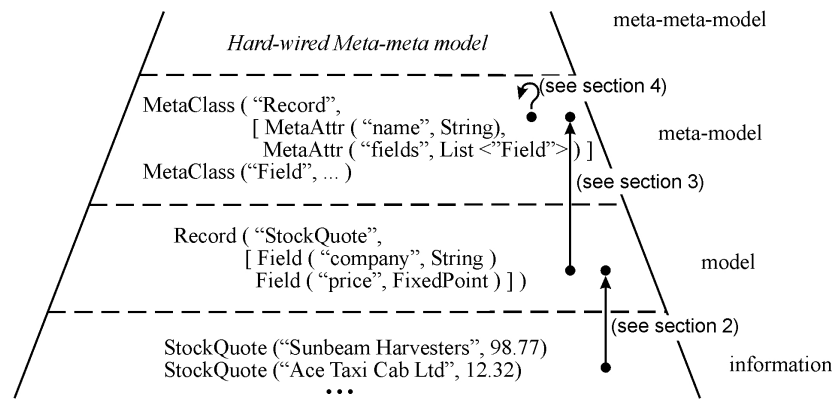 meta-meta-model
Hard-wired Meta-meta model
(see section 4)
MetaClass ( “Record”,
[ MetaAttr ( “name”, String),
MetaAttr ( “fields”, List <”Field”> ) ]
MetaClass (“Field”, ... )
meta-model
(see section 3)
Record ( “StockQuote”,
[ Field ( “company”, String )
Field ( “price”, FixedPoint ) ] )
model
(see section 2)
StockQuote (“Sunbeam Harvesters”, 98.77)
StockQuote (“Ace Taxi Cab Ltd”, 12.32)
•••
information